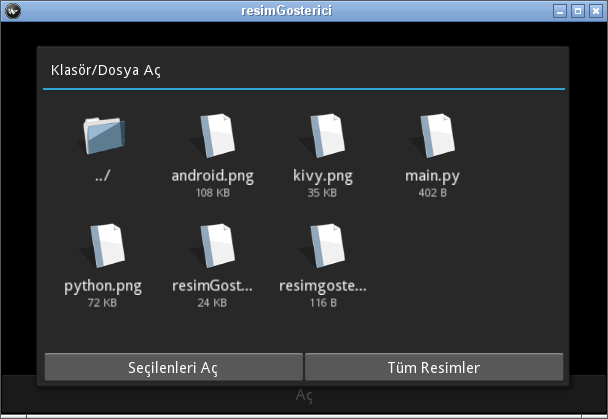 resimGosterici
Klasör/Dosya Aç
../
android.png
108 KB
kivy.png
35 KB
main.py
402 B
python.png
72 KB
resimGost...
24 KB
resimgoste...
116 B
Seçilenleri Aç
Tüm Resimler
Aç